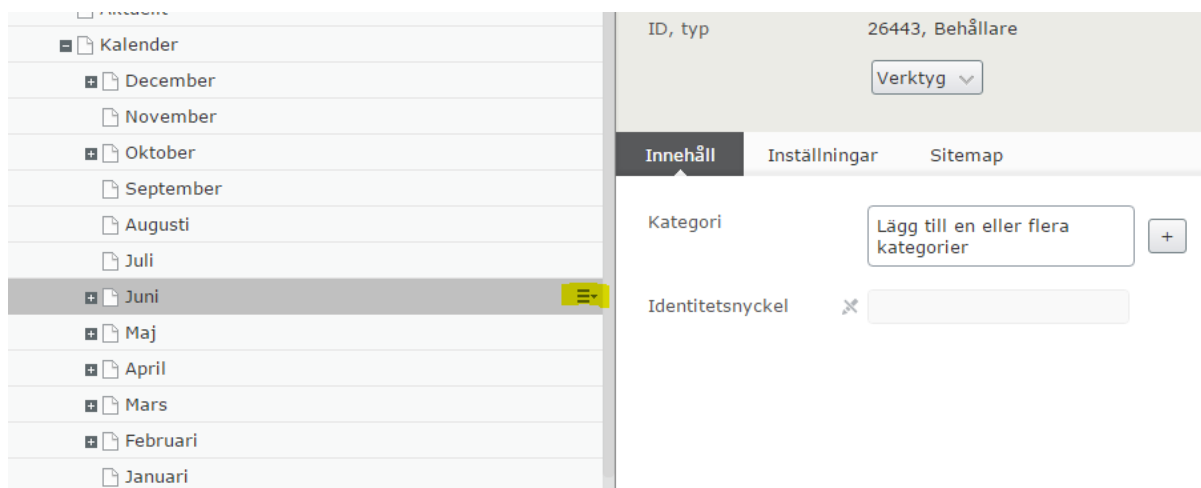 Aktuellt
Kalender
December
November
Oktober
September
Augusti
Juli
Juni
Maj
April
Mars
Februari
Januari
ID, typ 26443, Behållare
Verktyg
Innehåll Inställningar Sitemap
Kategori Lägg till en eller flera
kategorier +
Identitetsnyckel